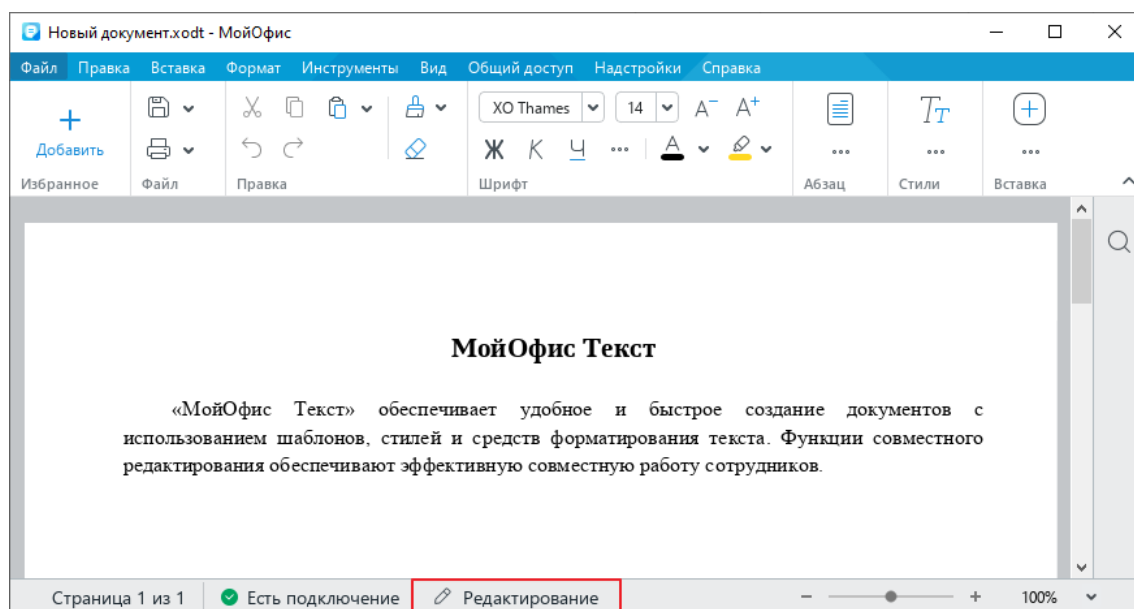 Новый документ.xodt - МойОфис
Файл Правка Вставка Формат Инструменты Вид Общий доступ Надстройки Справка
XO Thames 14 A− A+ Tт
Добавить Ж К Ч A
Избранное Файл Правка Шрифт Абзац Стили Вставка
МойОфис Текст
«МойОфис Текст» обеспечивает удобное и быстрое создание документов с
использованием шаблонов, стилей и средств форматирования текста. Функции совместного
редактирования обеспечивают эффективную совместную работу сотрудников.
Страница 1 из 1 Есть подключение Редактирование − + 100%